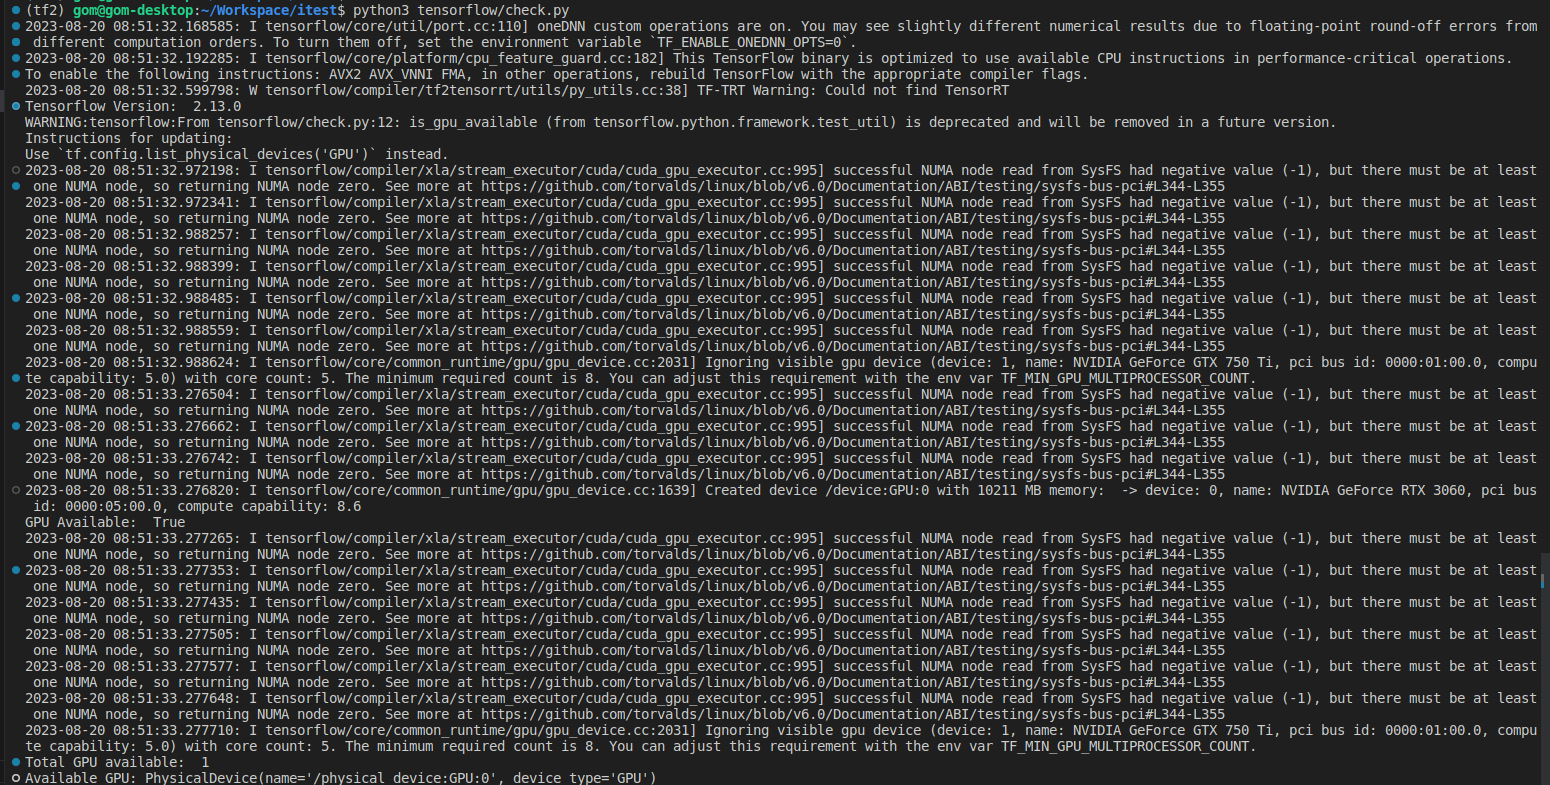 (tf2) gom@gom-desktop:~/Workspace/itest$ python3 tensorflow/check.py
2023-08-20 08:51:32.168585: I tensorflow/core/util/port.cc:110] oneDNN custom operations are on. You may see slightly different numerical results due to floating-point round-off errors from
different computation orders. To turn them off, set the environment variable `TF_ENABLE_ONEDNN_OPTS=0`.
2023-08-20 08:51:32.192285: I tensorflow/core/platform/cpu_feature_guard.cc:182] This TensorFlow binary is optimized to use available CPU instructions in performance-critical operations.
To enable the following instructions: AVX2 AVX_VNNI FMA, in other operations, rebuild TensorFlow with the appropriate compiler flags.
2023-08-20 08:51:32.599798: W tensorflow/compiler/tf2tensorrt/utils/py_utils.cc:38] TF-TRT Warning: Could not find TensorRT
Tensorflow Version:  2.13.0
WARNING:tensorflow:From tensorflow/check.py:12: is_gpu_available (from tensorflow.python.framework.test_util) is deprecated and will be removed in a future version.
Instructions for updating:
Use `tf.config.list_physical_devices('GPU')` instead.
2023-08-20 08:51:32.972198: I tensorflow/compiler/xla/stream_executor/cuda/cuda_gpu_executor.cc:995] successful NUMA node read from SysFS had negative value (-1), but there must be at least
one NUMA node, so returning NUMA node zero. See more at https://github.com/torvalds/linux/blob/v6.0/Documentation/ABI/testing/sysfs-bus-pci#L344-L355
2023-08-20 08:51:32.972341: I tensorflow/compiler/xla/stream_executor/cuda/cuda_gpu_executor.cc:995] successful NUMA node read from SysFS had negative value (-1), but there must be at least
one NUMA node, so returning NUMA node zero. See more at https://github.com/torvalds/linux/blob/v6.0/Documentation/ABI/testing/sysfs-bus-pci#L344-L355
2023-08-20 08:51:32.988257: I tensorflow/compiler/xla/stream_executor/cuda/cuda_gpu_executor.cc:995] successful NUMA node read from SysFS had negative value (-1), but there must be at least
one NUMA node, so returning NUMA node zero. See more at https://github.com/torvalds/linux/blob/v6.0/Documentation/ABI/testing/sysfs-bus-pci#L344-L355
2023-08-20 08:51:32.988399: I tensorflow/compiler/xla/stream_executor/cuda/cuda_gpu_executor.cc:995] successful NUMA node read from SysFS had negative value (-1), but there must be at least
one NUMA node, so returning NUMA node zero. See more at https://github.com/torvalds/linux/blob/v6.0/Documentation/ABI/testing/sysfs-bus-pci#L344-L355
2023-08-20 08:51:32.988485: I tensorflow/compiler/xla/stream_executor/cuda/cuda_gpu_executor.cc:995] successful NUMA node read from SysFS had negative value (-1), but there must be at least
one NUMA node, so returning NUMA node zero. See more at https://github.com/torvalds/linux/blob/v6.0/Documentation/ABI/testing/sysfs-bus-pci#L344-L355
2023-08-20 08:51:32.988559: I tensorflow/compiler/xla/stream_executor/cuda/cuda_gpu_executor.cc:995] successful NUMA node read from SysFS had negative value (-1), but there must be at least
one NUMA node, so returning NUMA node zero. See more at https://github.com/torvalds/linux/blob/v6.0/Documentation/ABI/testing/sysfs-bus-pci#L344-L355
2023-08-20 08:51:32.988624: I tensorflow/core/common_runtime/gpu/gpu_device.cc:2031] Ignoring visible gpu device (device: 1, name: NVIDIA GeForce GTX 750 Ti, pci bus id: 0000:01:00.0, compu
te capability: 5.0) with core count: 5. The minimum required count is 8. You can adjust this requirement with the env var TF_MIN_GPU_MULTIPROCESSOR_COUNT.
2023-08-20 08:51:33.276504: I tensorflow/compiler/xla/stream_executor/cuda/cuda_gpu_executor.cc:995] successful NUMA node read from SysFS had negative value (-1), but there must be at least
one NUMA node, so returning NUMA node zero. See more at https://github.com/torvalds/linux/blob/v6.0/Documentation/ABI/testing/sysfs-bus-pci#L344-L355
2023-08-20 08:51:33.276662: I tensorflow/compiler/xla/stream_executor/cuda/cuda_gpu_executor.cc:995] successful NUMA node read from SysFS had negative value (-1), but there must be at least
one NUMA node, so returning NUMA node zero. See more at https://github.com/torvalds/linux/blob/v6.0/Documentation/ABI/testing/sysfs-bus-pci#L344-L355
2023-08-20 08:51:33.276742: I tensorflow/compiler/xla/stream_executor/cuda/cuda_gpu_executor.cc:995] successful NUMA node read from SysFS had negative value (-1), but there must be at least
one NUMA node, so returning NUMA node zero. See more at https://github.com/torvalds/linux/blob/v6.0/Documentation/ABI/testing/sysfs-bus-pci#L344-L355
2023-08-20 08:51:33.276820: I tensorflow/core/common_runtime/gpu/gpu_device.cc:1639] Created device /device:GPU:0 with 10211 MB memory:  -> device: 0, name: NVIDIA GeForce RTX 3060, pci bus
id: 0000:05:00.0, compute capability: 8.6
GPU Available:  True
2023-08-20 08:51:33.277265: I tensorflow/compiler/xla/stream_executor/cuda/cuda_gpu_executor.cc:995] successful NUMA node read from SysFS had negative value (-1), but there must be at least
one NUMA node, so returning NUMA node zero. See more at https://github.com/torvalds/linux/blob/v6.0/Documentation/ABI/testing/sysfs-bus-pci#L344-L355
2023-08-20 08:51:33.277353: I tensorflow/compiler/xla/stream_executor/cuda/cuda_gpu_executor.cc:995] successful NUMA node read from SysFS had negative value (-1), but there must be at least
one NUMA node, so returning NUMA node zero. See more at https://github.com/torvalds/linux/blob/v6.0/Documentation/ABI/testing/sysfs-bus-pci#L344-L355
2023-08-20 08:51:33.277435: I tensorflow/compiler/xla/stream_executor/cuda/cuda_gpu_executor.cc:995] successful NUMA node read from SysFS had negative value (-1), but there must be at least
one NUMA node, so returning NUMA node zero. See more at https://github.com/torvalds/linux/blob/v6.0/Documentation/ABI/testing/sysfs-bus-pci#L344-L355
2023-08-20 08:51:33.277505: I tensorflow/compiler/xla/stream_executor/cuda/cuda_gpu_executor.cc:995] successful NUMA node read from SysFS had negative value (-1), but there must be at least
one NUMA node, so returning NUMA node zero. See more at https://github.com/torvalds/linux/blob/v6.0/Documentation/ABI/testing/sysfs-bus-pci#L344-L355
2023-08-20 08:51:33.277577: I tensorflow/compiler/xla/stream_executor/cuda/cuda_gpu_executor.cc:995] successful NUMA node read from SysFS had negative value (-1), but there must be at least
one NUMA node, so returning NUMA node zero. See more at https://github.com/torvalds/linux/blob/v6.0/Documentation/ABI/testing/sysfs-bus-pci#L344-L355
2023-08-20 08:51:33.277648: I tensorflow/compiler/xla/stream_executor/cuda/cuda_gpu_executor.cc:995] successful NUMA node read from SysFS had negative value (-1), but there must be at least
one NUMA node, so returning NUMA node zero. See more at https://github.com/torvalds/linux/blob/v6.0/Documentation/ABI/testing/sysfs-bus-pci#L344-L355
2023-08-20 08:51:33.277710: I tensorflow/core/common_runtime/gpu/gpu_device.cc:2031] Ignoring visible gpu device (device: 1, name: NVIDIA GeForce GTX 750 Ti, pci bus id: 0000:01:00.0, compu
te capability: 5.0) with core count: 5. The minimum required count is 8. You can adjust this requirement with the env var TF_MIN_GPU_MULTIPROCESSOR_COUNT.
Total GPU available:  1
Available GPU: PhysicalDevice(name='/physical_device:GPU:0', device_type='GPU')